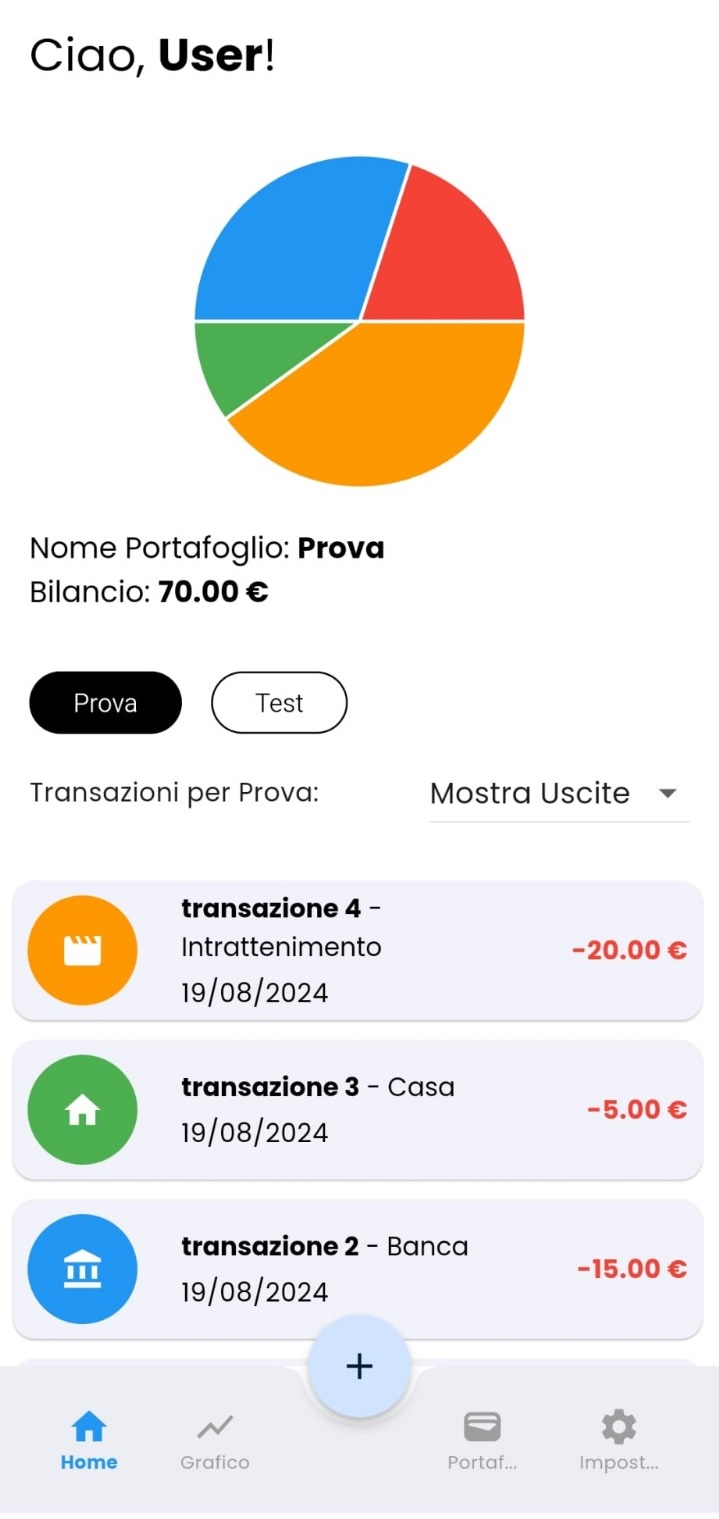 Ciao, User!
Nome Portafoglio: Prova
Bilancio: 70.00 €
Prova
Test
Transazioni per Prova:
Mostra Uscite
transazione 4 -
Intrattenimento
19/08/2024
-20.00 €
transazione 3 - Casa
19/08/2024
-5.00 €
transazione 2 - Banca
19/08/2024
-15.00 €
+
Home
Grafico
Portaf...
Impost...